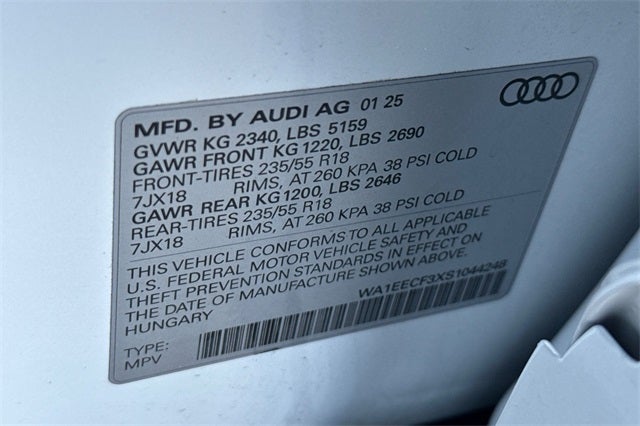 MFD. BY AUDI AG 01 25
GVWR KG 2340, LBS 5159
GAWR FRONT KG 1220, LBS 2690
FRONT-TIRES 235/55 R18
7JX18 RIMS, AT 260 KPA 38 PSI COLD
GAWR REAR KG 1200, LBS 2646
REAR-TIRES 235/55 R18
7JX18 RIMS, AT 260 KPA 38 PSI COLD
THIS VEHICLE CONFORMS TO ALL APPLICABLE
U.S. FEDERAL MOTOR VEHICLE SAFETY AND
THEFT PREVENTION STANDARDS IN EFFECT ON
THE DATE OF MANUFACTURE SHOWN ABOVE.
HUNGARY
WA1EECF3XS1044248
TYPE:
MPV